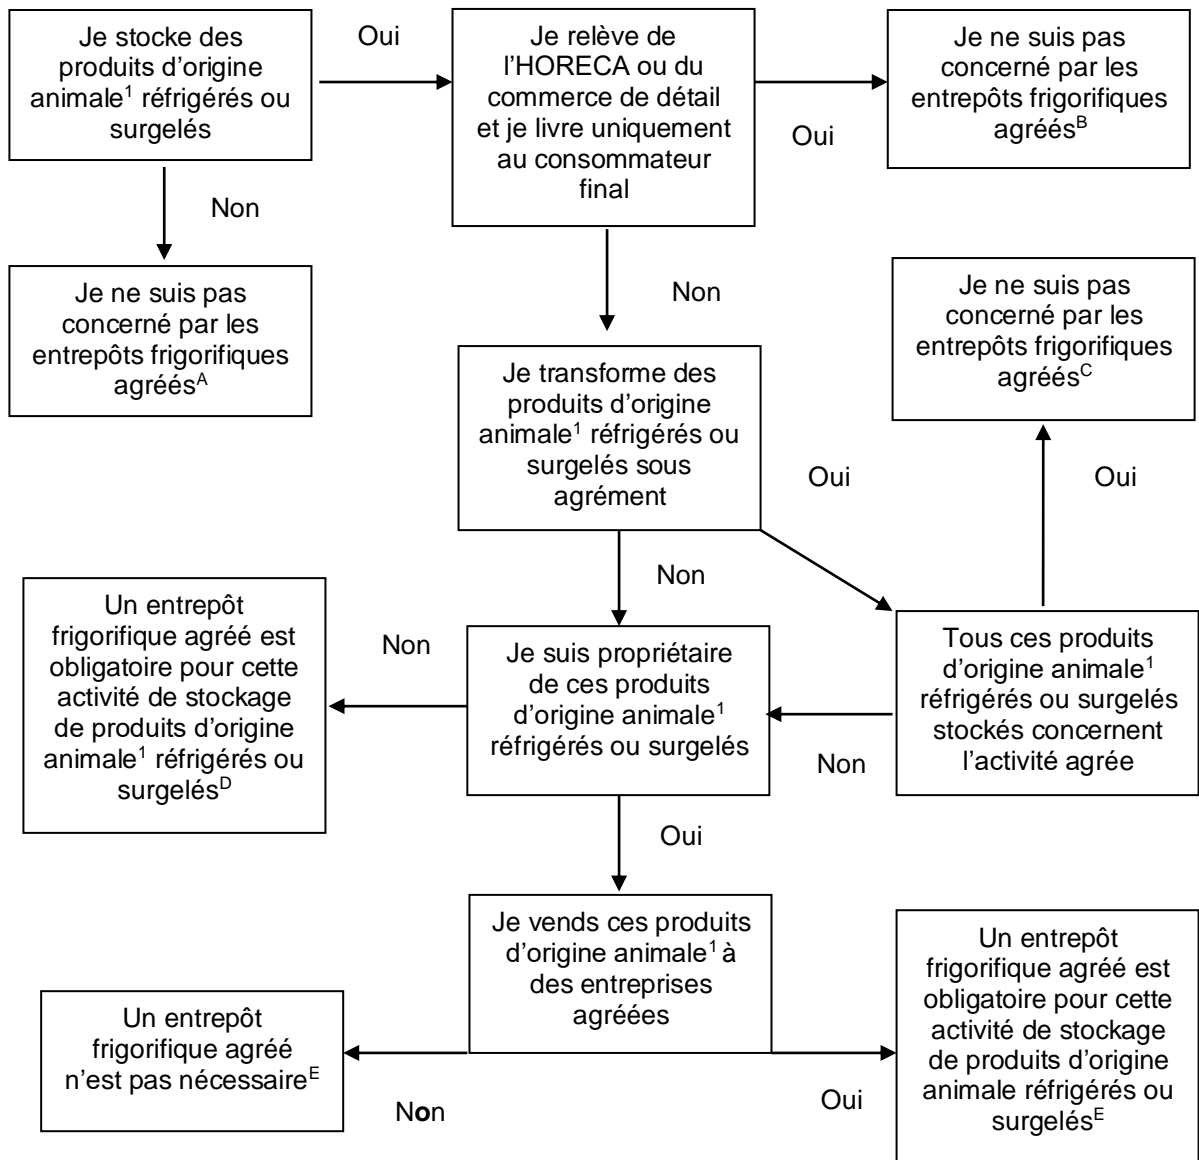 Je stocke des
produits d'origine
animale¹ réfrigérés ou
surgelés
Oui
Je relève de
l'HORECA ou du
commerce de détail
et je livre uniquement
au consommateur
final
Oui
Je ne suis pas
concerné par les
entrepôts frigorifiques
agréésᴮ
Non
Je ne suis pas
concerné par les
entrepôts frigorifiques
agréésᴬ
Non
Je ne suis pas
concerné par les
entrepôts frigorifiques
agréésC
Je transforme des
produits d'origine
animale¹ réfrigérés ou
surgelés sous
agrément
Oui
Oui
Non
Un entrepôt
frigorifique agréé est
obligatoire pour cette
activité de stockage
de produits d'origine
animale¹ réfrigérés ou
surgelésᴰ
Non
Je suis propriétaire
de ces produits
d'origine animale¹
réfrigérés ou surgelés
Non
Tous ces produits
d'origine animale¹
réfrigérés ou surgelés
stockés concernent
l'activité agrée
Oui
Je vends ces produits
d'origine animale¹ à
des entreprises
agréées
Un entrepôt
frigorifique agréé
n'est pas nécessaireᴱ
Non
Oui
Un entrepôt
frigorifique agréé est
obligatoire pour cette
activité de stockage
de produits d'origine
animale réfrigérés ou
surgelésᴱ